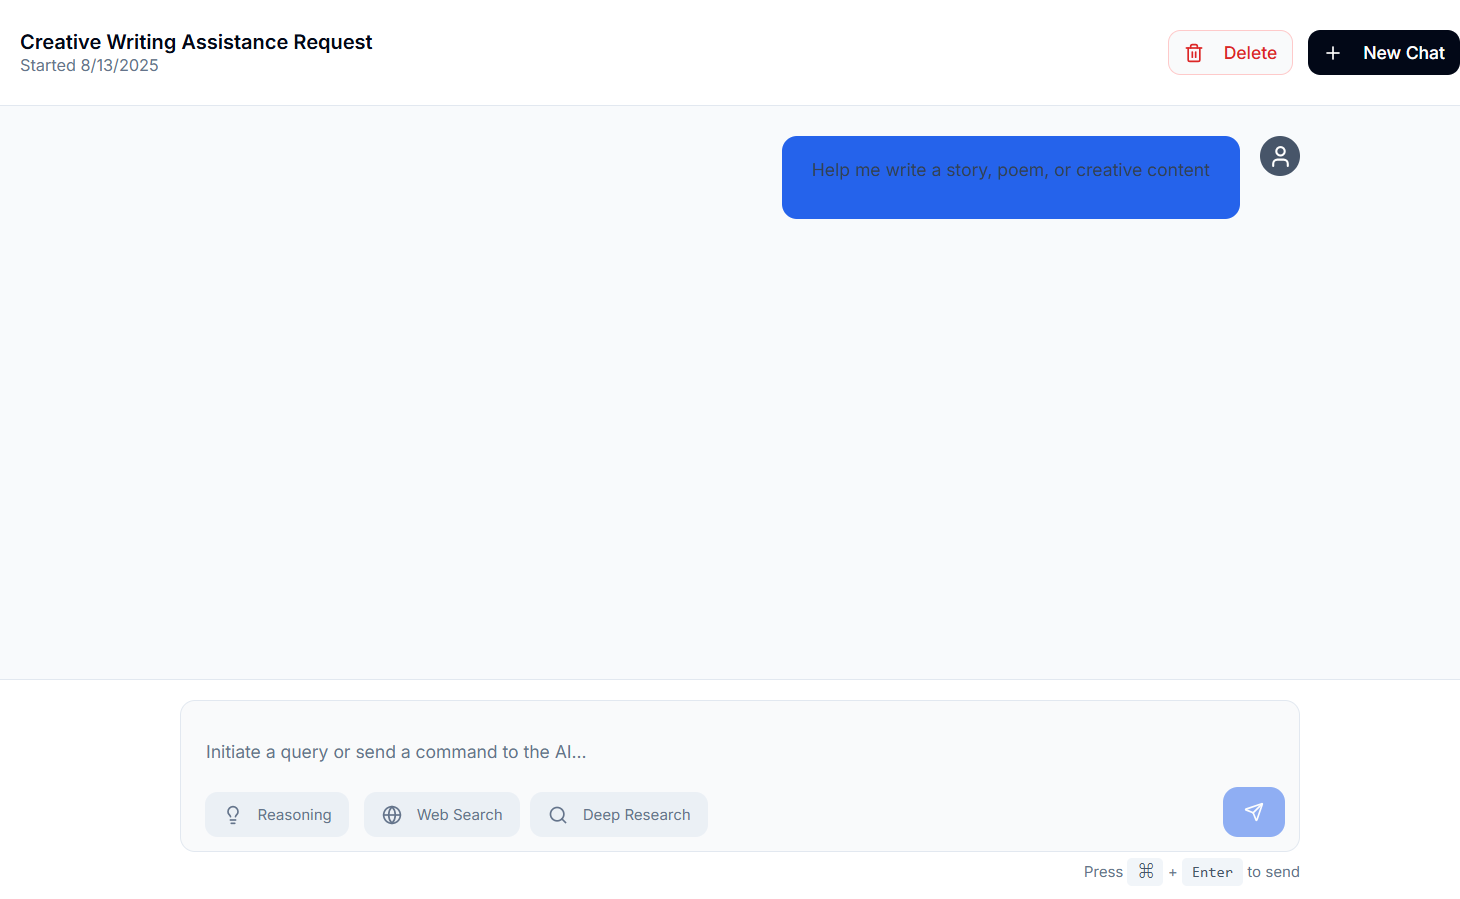 Creative Writing Assistance Request
Started 8/13/2025
Delete
New Chat
Help me write a story, poem, or creative content
Initiate a query or send a command to the AI...
Reasoning
Web Search
Deep Research
Press ⌘ + Enter to send